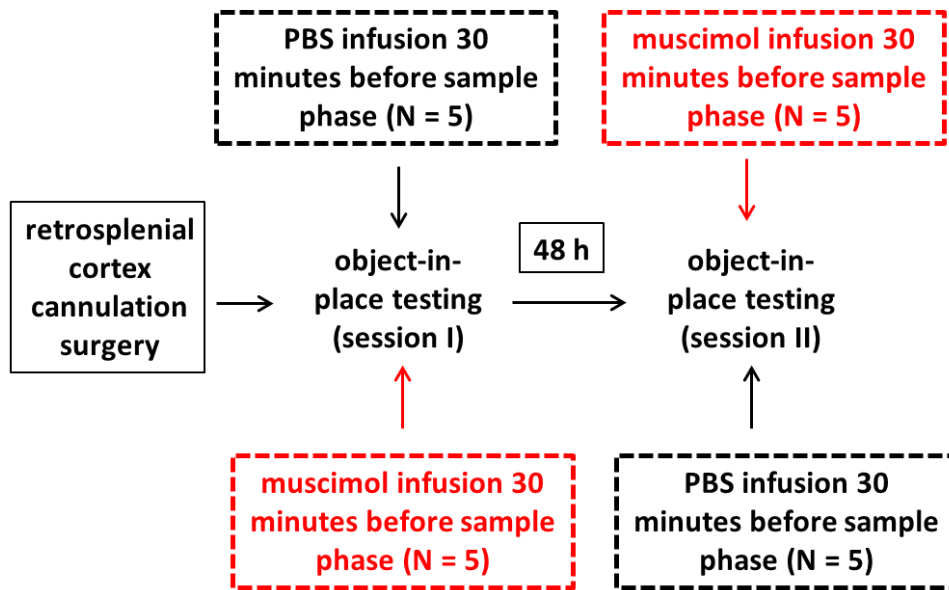 PBS infusion 30
minutes before sample
phase (N = 5)
muscimol infusion 30
minutes before sample
phase (N = 5)
retrosplenial
cortex
cannulation
surgery
object-in-
place testing
(session I)
48 h
object-in-
place testing
(session II)
muscimol infusion 30
minutes before sample
phase (N = 5)
PBS infusion 30
minutes before sample
phase (N = 5)